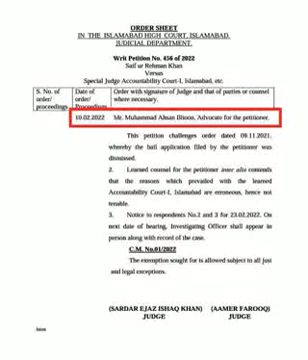 ORDER SHEET
IN THE ISLAMABAD HIGH COURT, ISLAMABAD.
JUDICIAL DEPARTMENT.
Writ Petition No. 456 of 2022
Saif ur Rehman Khan
Versus
Special Judge Accountability Court-I, Islamabad, etc.
S. No. of order/ proceedings
Date of order/ Proceedings
Order with signature of Judge and that of parties or counsel where necessary.
10.02.2022 Mr. Muhammad Ahsan Bhoon, Advocate for the petitioner.
This petition challenges order dated 09.11.2021,
whereby the bail application filed by the petitioner was
dismissed.
2. Learned counsel for the petitioner inter alia contends
that the reasons which prevailed with the learned
Accountability Court-I, Islamabad are erroneous, hence not
tenable.
3. Notice to respondents No.2 and 3 for 23.02.2022. On
next date of hearing, Investigating Officer shall appear in
person along with record of the case.
C.M. No.01/2022
The exemption sought for is allowed subject to all just
and legal exceptions.
(SARDAR EJAZ ISHAQ KHAN) (AAMER FAROOQ)
JUDGE JUDGE